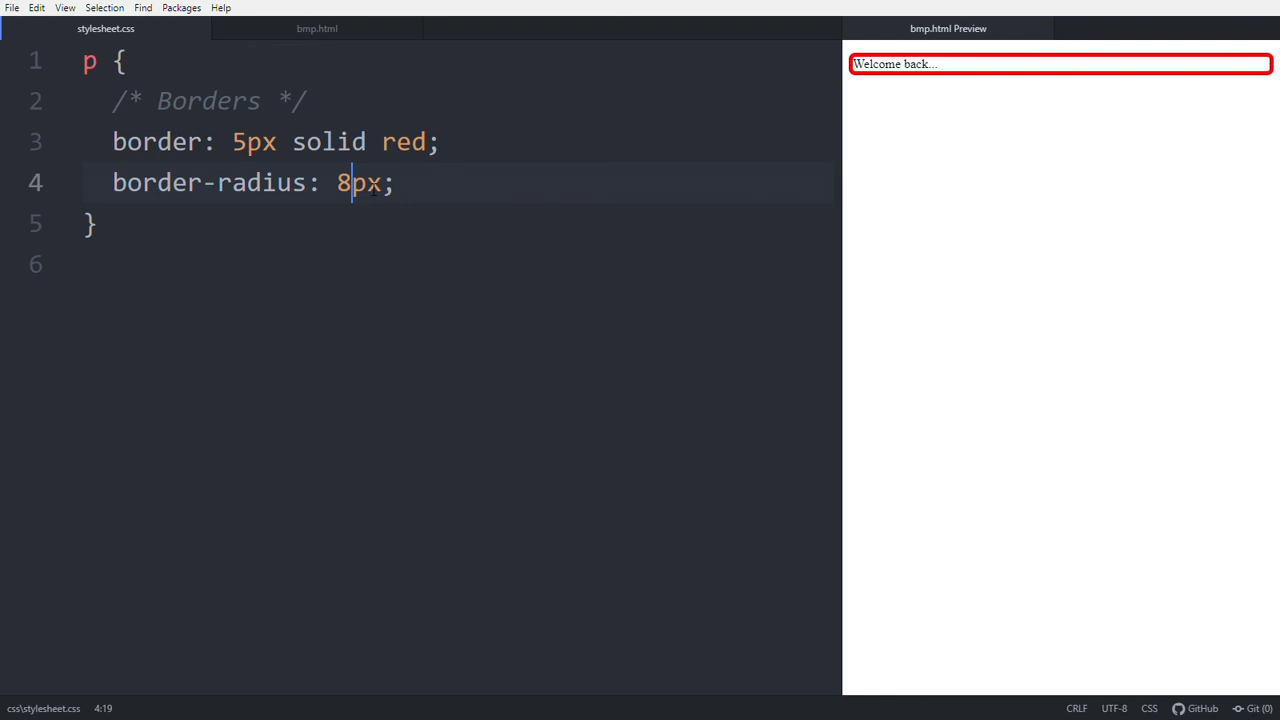 File Edit View Selection Find Packages Help
stylesheet.css bmp.html bmp.html Preview
1 p {
2 /* Borders */
3 border: 5px solid red;
4 border-radius: 8px;
5 }
6
Welcome back...
css\stylesheet.css 4:19 CRLF UTF-8 CSS GitHub Git (0)